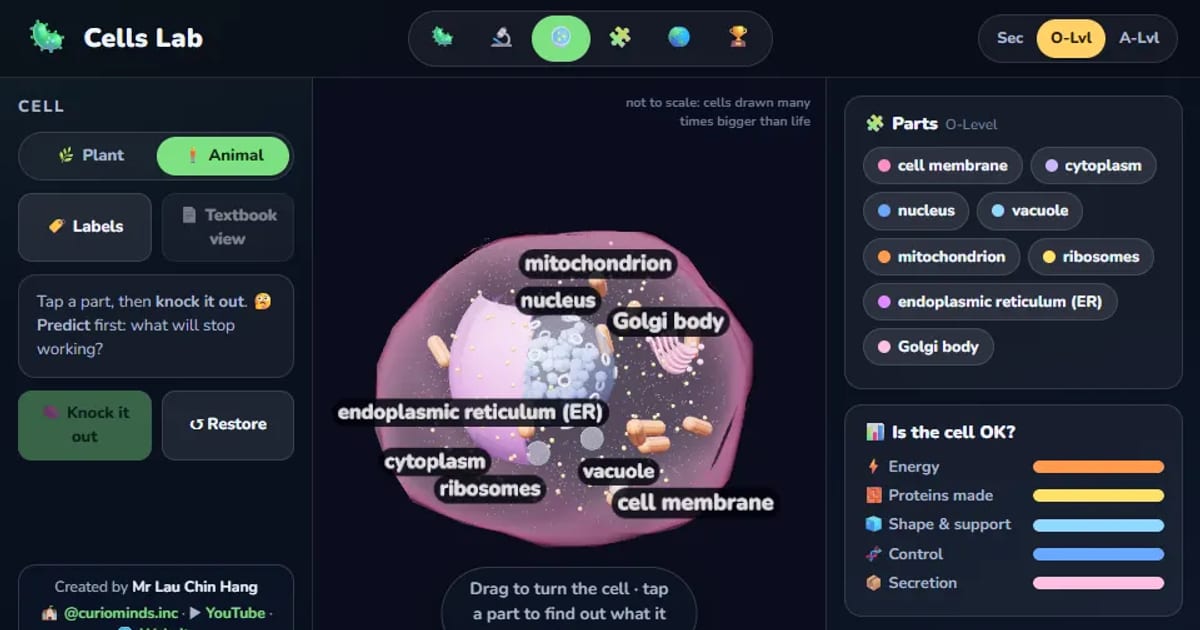 Cells Lab
Sec O-Lvl A-Lvl
CELL
Plant Animal
Labels
Textbook
view
Tap a part, then knock it out.
Predict first: what will stop
working?
Knock it
out
↺ Restore
Created by Mr Lau Chin Hang
@curiominds.inc · ▶ YouTube ·
not to scale: cells drawn many
times bigger than life
mitochondrion
nucleus
Golgi body
endoplasmic reticulum (ER)
cytoplasm
vacuole
ribosomes
cell membrane
Drag to turn the cell · tap
a part to find out what it
Parts O-Level
cell membrane cytoplasm
nucleus vacuole
mitochondrion ribosomes
endoplasmic reticulum (ER)
Golgi body
Is the cell OK?
Energy
Proteins made
Shape & support
Control
Secretion